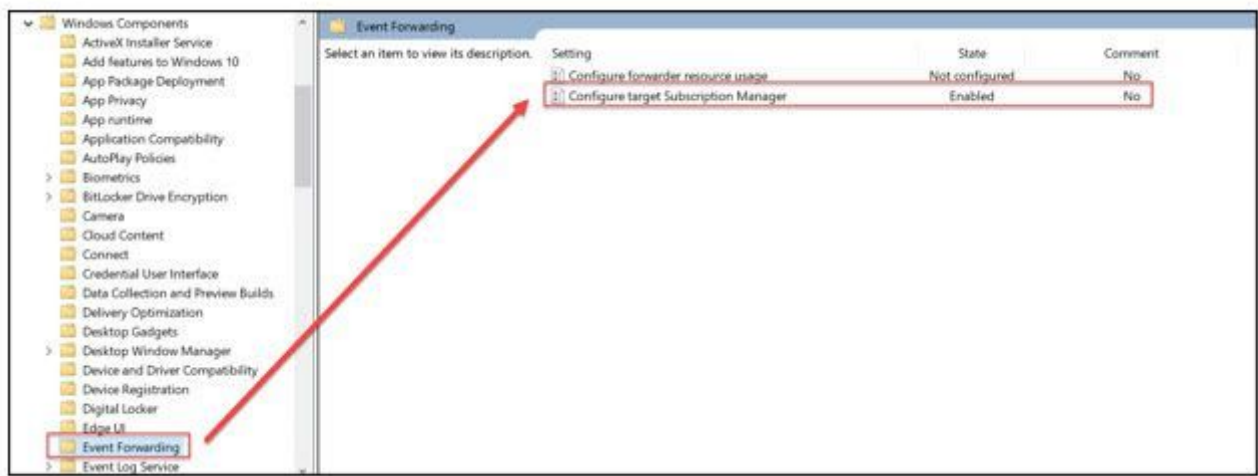 Windows Components
ActiveX Installer Service
Add features to Windows 10
App Package Deployment
App Privacy
App runtime
Application Compatibility
AutoPlay Policies
Biometrics
BitLocker Drive Encryption
Camera
Cloud Content
Connect
Credential User Interface
Data Collection and Preview Builds
Delivery Optimization
Desktop Gadgets
Desktop Window Manager
Device and Driver Compatibility
Device Registration
Digital Locker
Edge UI
Event Forwarding
Event Log Service
Event Forwarding
Select an item to view its description.
Setting State Comment
Configure forwarder resource usage Not configured No
Configure target Subscription Manager Enabled No